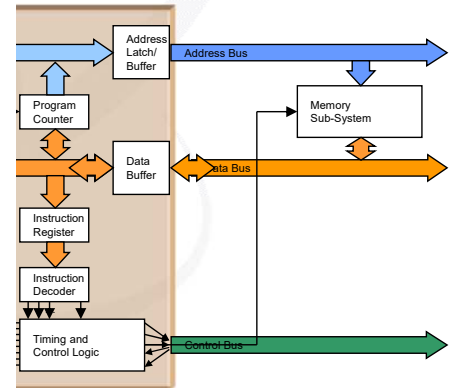 Address
Latch/
Buffer
Address Bus
Program
Counter
Memory
Sub-System
Data
Buffer
ata Bus
Instruction
Register
Instruction
Decoder
Timing and
Control Logic
Control Bus